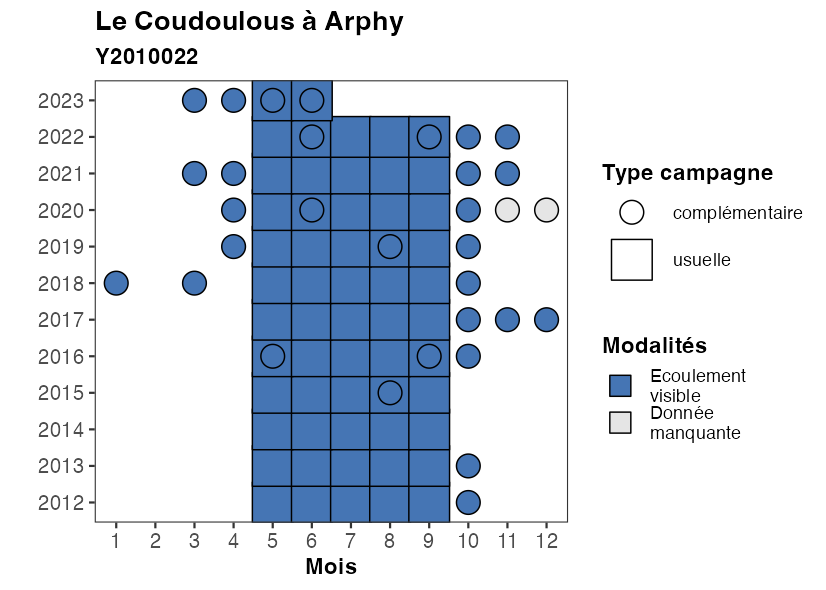 Le Coudoulous à Arphy
Y2010022
2023
2022
2021
2020
2019
2018
2017
2016
2015
2014
2013
2012
1 2 3 4 5 6 7 8 9 10 11 12
Mois
Type campagne
complémentaire
usuelle
Modalités
Ecoulement
visible
Donnée
manquante